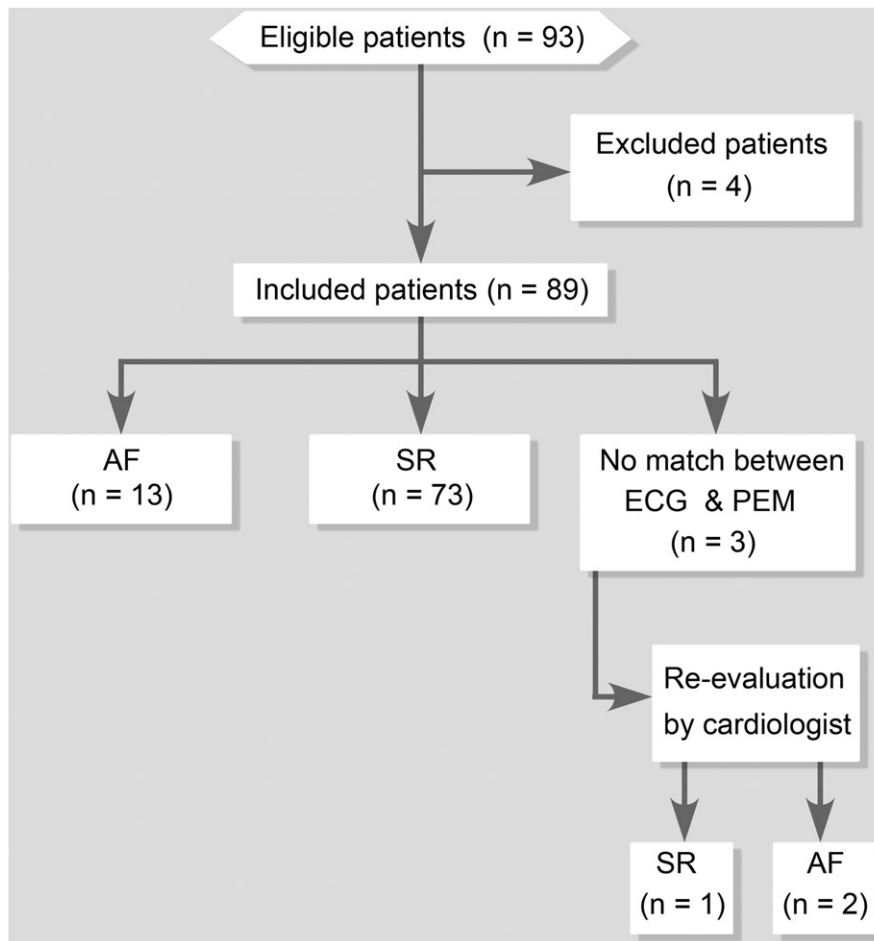 Eligible patients (n = 93)
Excluded patients
(n = 4)
Included patients (n = 89)
AF
(n = 13)
SR
(n = 73)
No match between
ECG & PEM
(n = 3)
Re-evaluation
by cardiologist
SR
(n = 1)
AF
(n = 2)